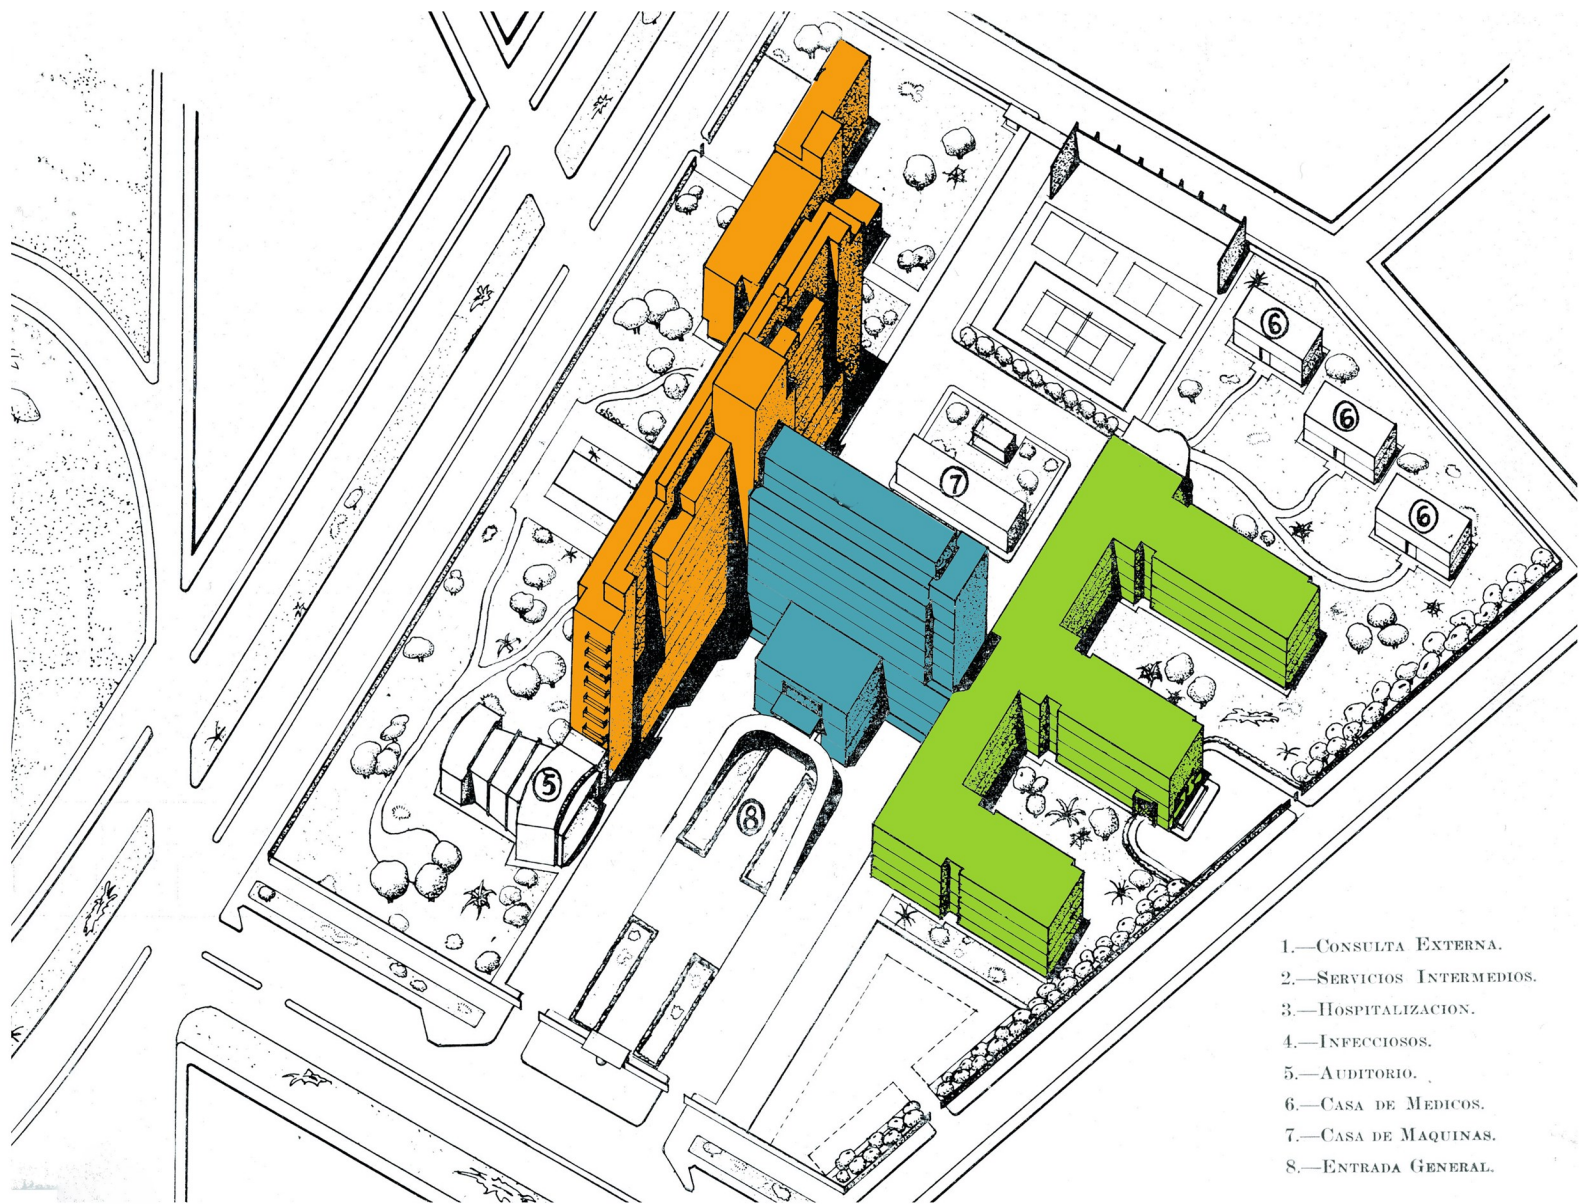 6
6
6
7
5
8
1.—CONSULTA EXTERNA.
2.—SERVICIOS INTERMEDIOS.
3.—HOSPITALIZACION.
4.—INFECCIOSOS.
5.—AUDITORIO.
6.—CASA DE MEDICOS.
7.—CASA DE MAQUINAS.
8.—ENTRADA GENERAL.